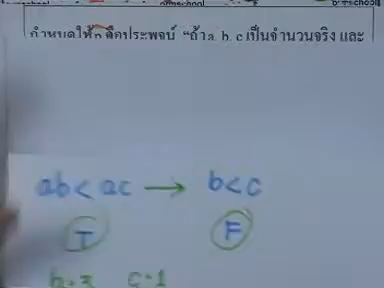 กำหนดให้ p คือประพจน์ "ถ้า a, b, c เป็นจำนวนจริง และ
ab < ac → b < c
T F
b = 3 c = 1